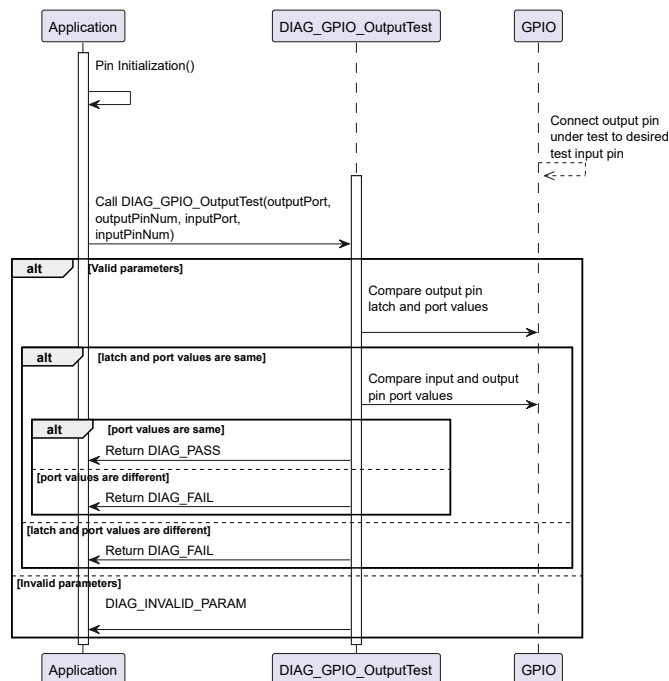 Application
DIAG_GPIO_OutputTest
GPIO
Pin Initialization()
Connect output pin
under test to desired
test input pin
Call DIAG_GPIO_OutputTest(outputPort,
outputPinNum, inputPort,
inputPinNum)
alt
[Valid parameters]
Compare output pin
latch and port values
alt
[latch and port values are same]
Compare input and output
pin port values
alt
[port values are same]
Return DIAG_PASS
[port values are different]
Return DIAG_FAIL
[latch and port values are different]
Return DIAG_FAIL
[Invalid parameters]
DIAG_INVALID_PARAM
Application
DIAG_GPIO_OutputTest
GPIO